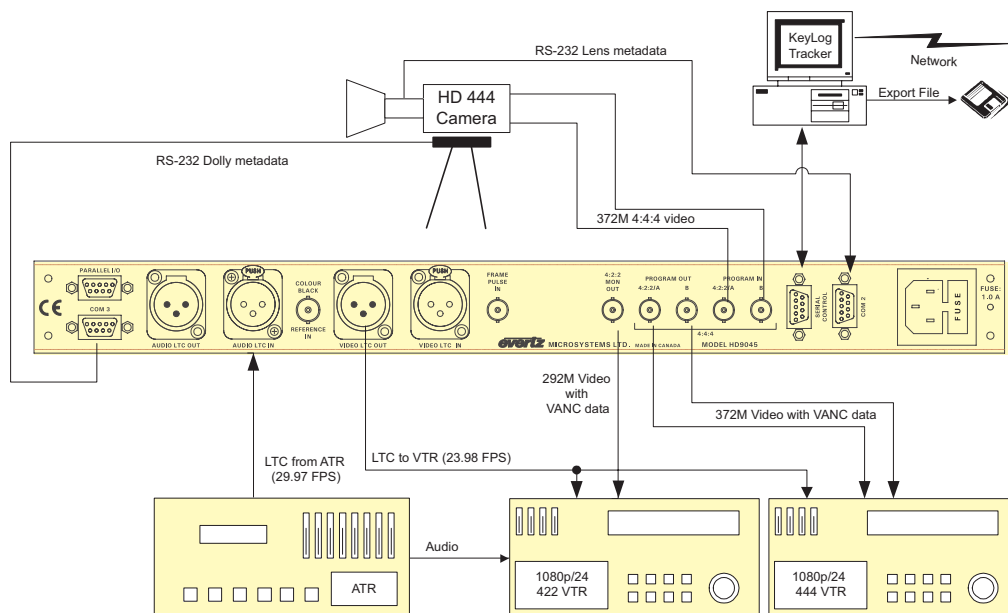 RS-232 Lens metadata
KeyLog
Tracker
Network
HD 444
Camera
Export File
RS-232 Dolly metadata
372M 4:4:4 video
PARALLEL I/O
COM 3
AUDIO LTC OUT
PUSH
AUDIO LTC IN
COLOUR
BLACK
REFERENCE
IN
VIDEO LTC OUT
PUSH
VIDEO LTC IN
FRAME
PULSE
IN
4:2:2
MON
OUT
PROGRAM OUT
4:2:2/A
B
PROGRAM IN
4:2:2/A
B
4:4:4
SERIAL
CONTROL
COM 2
FUSE
FUSE:
1.0 A
CE
evertz MICROSYSTEMS LTD.
MADE IN CANADA
MODEL HD9045
292M Video
with
VANC data
372M Video with VANC data
LTC from ATR
(29.97 FPS)
LTC to VTR (23.98 FPS)
Audio
ATR
1080p/24
422 VTR
1080p/24
444 VTR